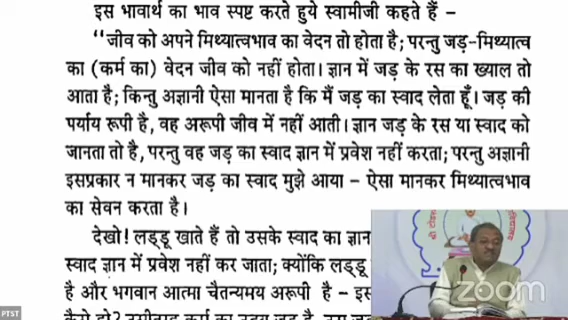 इस भावार्थ का भाव स्पष्ट करते हुये स्वामीजी कहते हैं –
“जीव को अपने मिथ्यात्वभाव का वेदन तो होता है; परन्तु जड़-मिथ्यात्व
का (कर्म का) वेदन जीव को नहीं होता। ज्ञान में जड़ के रस का ख्याल तो
आता है; किन्तु अज्ञानी ऐसा मानता है कि मैं जड़ का स्वाद लेता हूँ। जड़ की
पर्याय रूपी है, वह अरूपी जीव में नहीं आती। ज्ञान जड़ के रस या स्वाद को
जानता तो है, परन्तु वह जड़ का स्वाद ज्ञान में प्रवेश नहीं करता; परन्तु अज्ञानी
इसप्रकार न मानकर जड़ का स्वाद मुझे आया – ऐसा मानकर मिथ्यात्वभाव
का सेवन करता है।
देखो! लड्डू खाते हैं तो उसके स्वाद का ज्ञान
स्वाद ज्ञान में प्रवेश नहीं कर जाता; क्योंकि लड्डू
है और भगवान आत्मा चैतन्यमय अरूपी है – इस
zoom
PTST